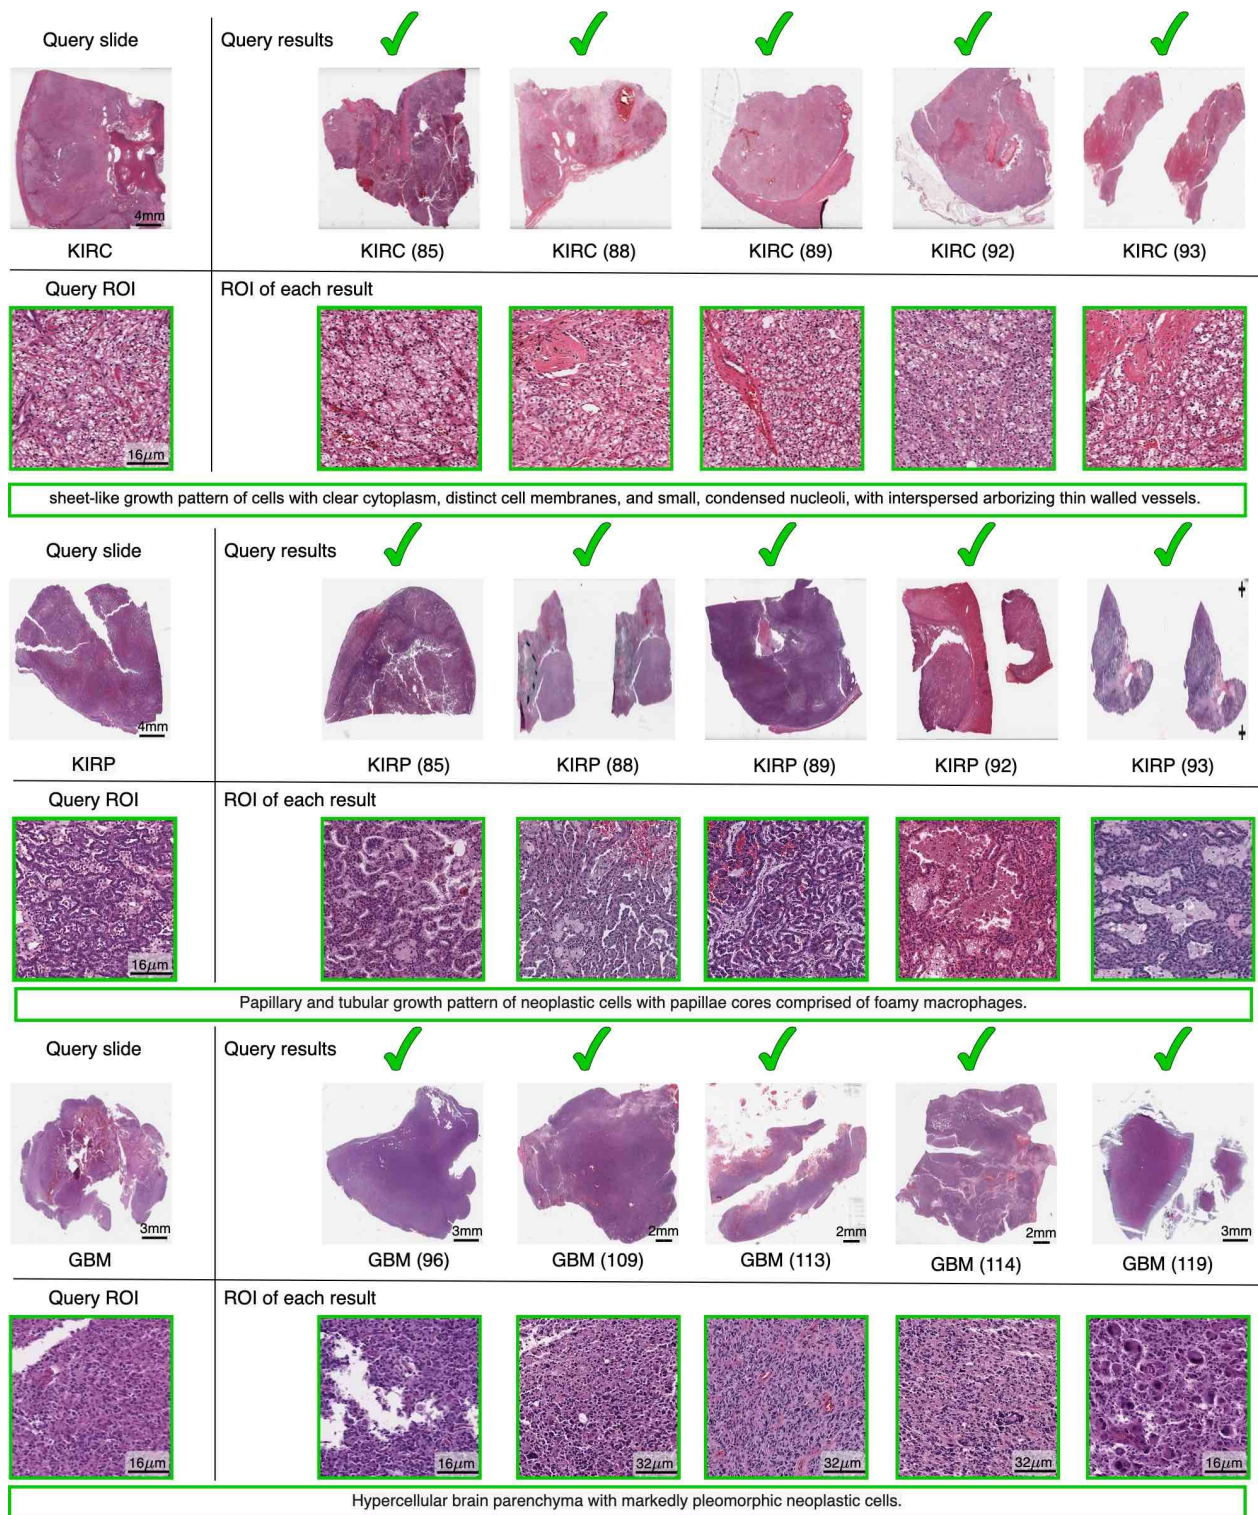 Query slide
Query results
4mm
KIRC
KIRC (85)
KIRC (88)
KIRC (89)
KIRC (92)
KIRC (93)
Query ROI
ROI of each result
16μm
sheet-like growth pattern of cells with clear cytoplasm, distinct cell membranes, and small, condensed nucleoli, with interspersed arborizing thin walled vessels.
Query slide
Query results
4mm
KIRP
KIRP (85)
KIRP (88)
KIRP (89)
KIRP (92)
KIRP (93)
Query ROI
ROI of each result
16μm
Papillary and tubular growth pattern of neoplastic cells with papillae cores comprised of foamy macrophages.
Query slide
Query results
3mm
3mm
2mm
2mm
2mm
3mm
GBM
GBM (96)
GBM (109)
GBM (113)
GBM (114)
GBM (119)
Query ROI
ROI of each result
16μm
16μm
32μm
32μm
32μm
16μm
Hypercellular brain parenchyma with markedly pleomorphic neoplastic cells.